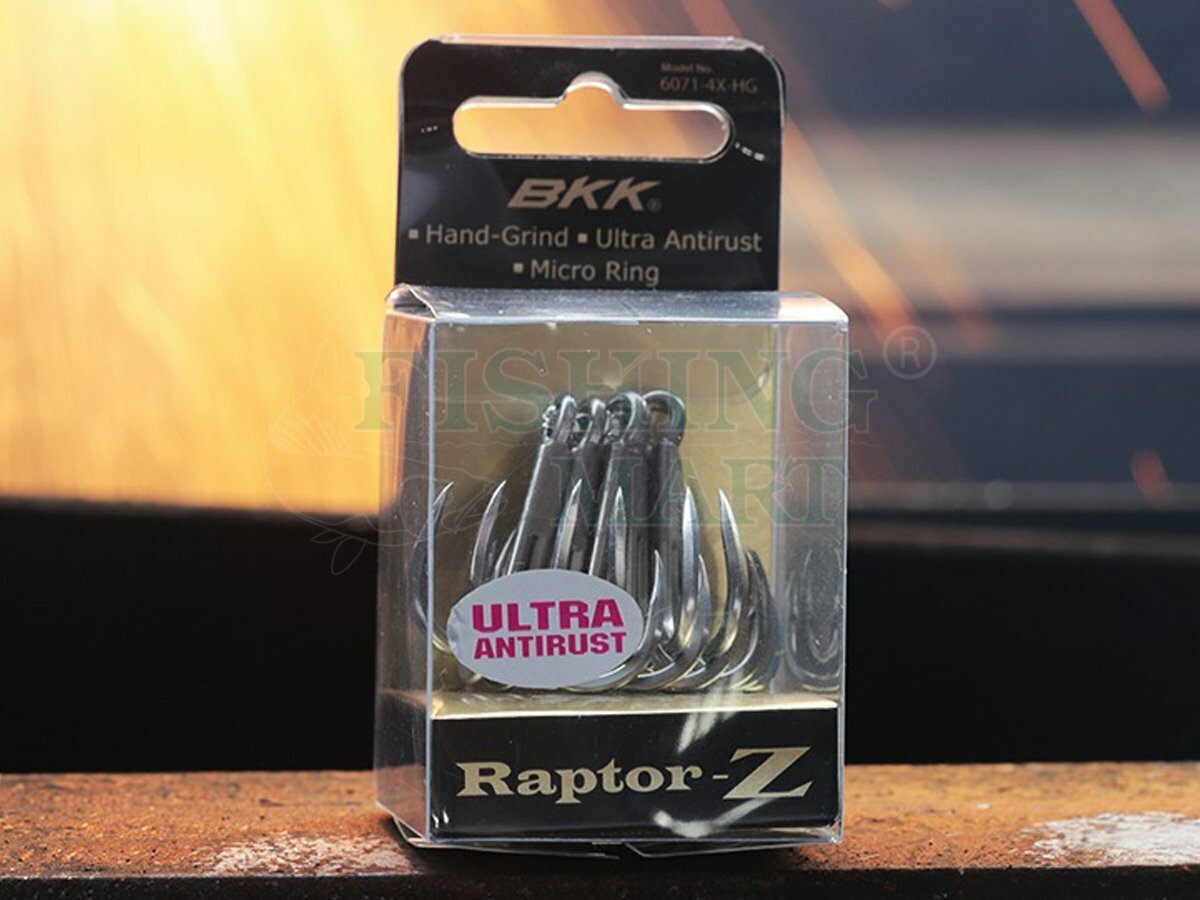 Model No.
6071-4X-HG
BKK®
▪ Hand-Grind ▪ Ultra Antirust
▪ Micro Ring
FISHING ®
MART
ULTRA
ANTIRUST
Raptor-Z